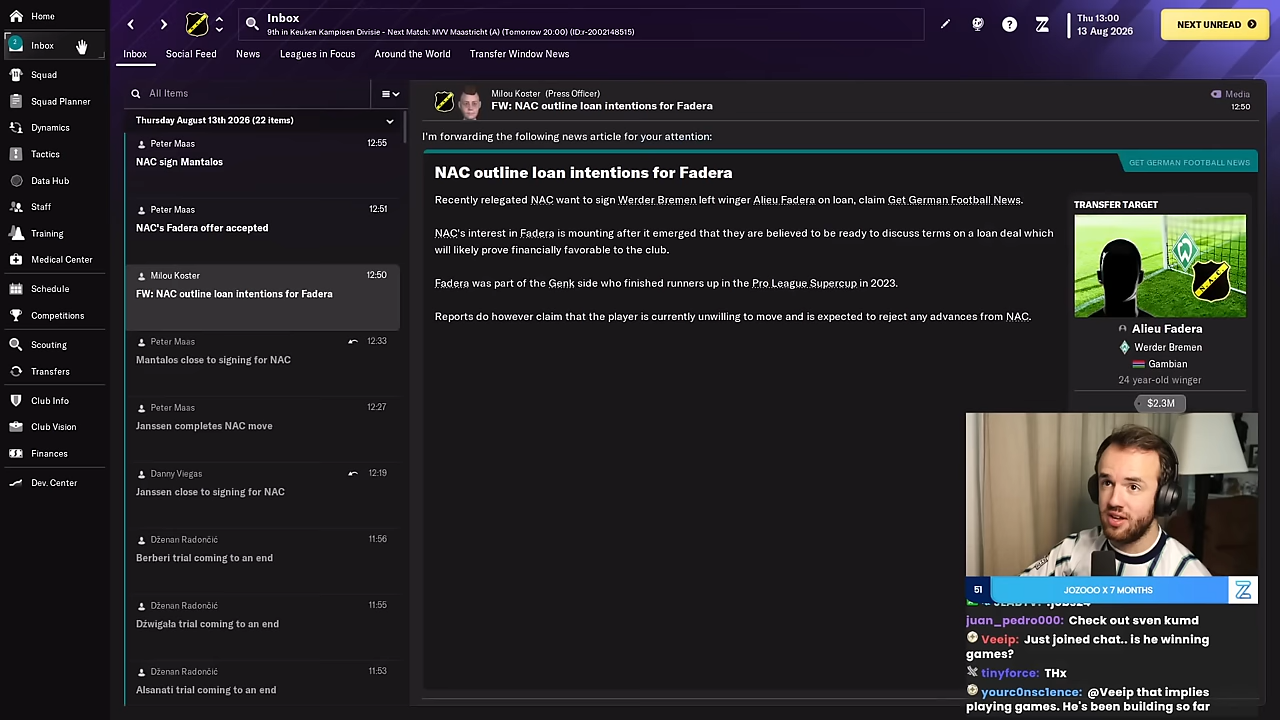 Home
Inbox
2
Squad
Squad Planner
Dynamics
Tactics
Data Hub
Staff
Training
Medical Center
Schedule
Competitions
Scouting
Transfers
Club Info
Club Vision
Finances
Dev. Center
Inbox
9th in Keuken Kampioen Divisie - Next Match: MVV Maastricht (A) (Tomorrow 20:00) (ID:r-2002148515)
Thu 13:00
13 Aug 2026
NEXT UNREAD
Inbox
Social Feed
News
Leagues in Focus
Around the World
Transfer Window News
All Items
Thursday August 13th 2026 (22 items)
Peter Maas 12:55
NAC sign Mantalos
Peter Maas 12:51
NAC's Fadera offer accepted
Milou Koster 12:50
FW: NAC outline loan intentions for Fadera
Peter Maas 12:33
Mantalos close to signing for NAC
Peter Maas 12:27
Janssen completes NAC move
Danny Viegas 12:19
Janssen close to signing for NAC
Dženan Radončić 11:56
Berberi trial coming to an end
Dženan Radončić 11:55
Dźwigala trial coming to an end
Dženan Radončić 11:53
Alsanati trial coming to an end
Milou Koster (Press Officer)
FW: NAC outline loan intentions for Fadera
Media
12:50
I'm forwarding the following news article for your attention:
GET GERMAN FOOTBALL NEWS
NAC outline loan intentions for Fadera
Recently relegated NAC want to sign Werder Bremen left winger Alieu Fadera on loan, claim Get German Football News.
NAC's interest in Fadera is mounting after it emerged that they are believed to be ready to discuss terms on a loan deal which
will likely prove financially favorable to the club.
Fadera was part of the Genk side who finished runners up in the Pro League Supercup in 2023.
Reports do however claim that the player is currently unwilling to move and is expected to reject any advances from NAC.
TRANSFER TARGET
Alieu Fadera
Werder Bremen
Gambian
24 year-old winger
$2.3M
51
JOZOOO X 7 MONTHS
juan_pedro000: Check out sven kumd
Veeip: Just joined chat.. is he winning
games?
tinyforce: THx
yourc0nsc1ence: @Veeip that implies
playing games. He's been building so far